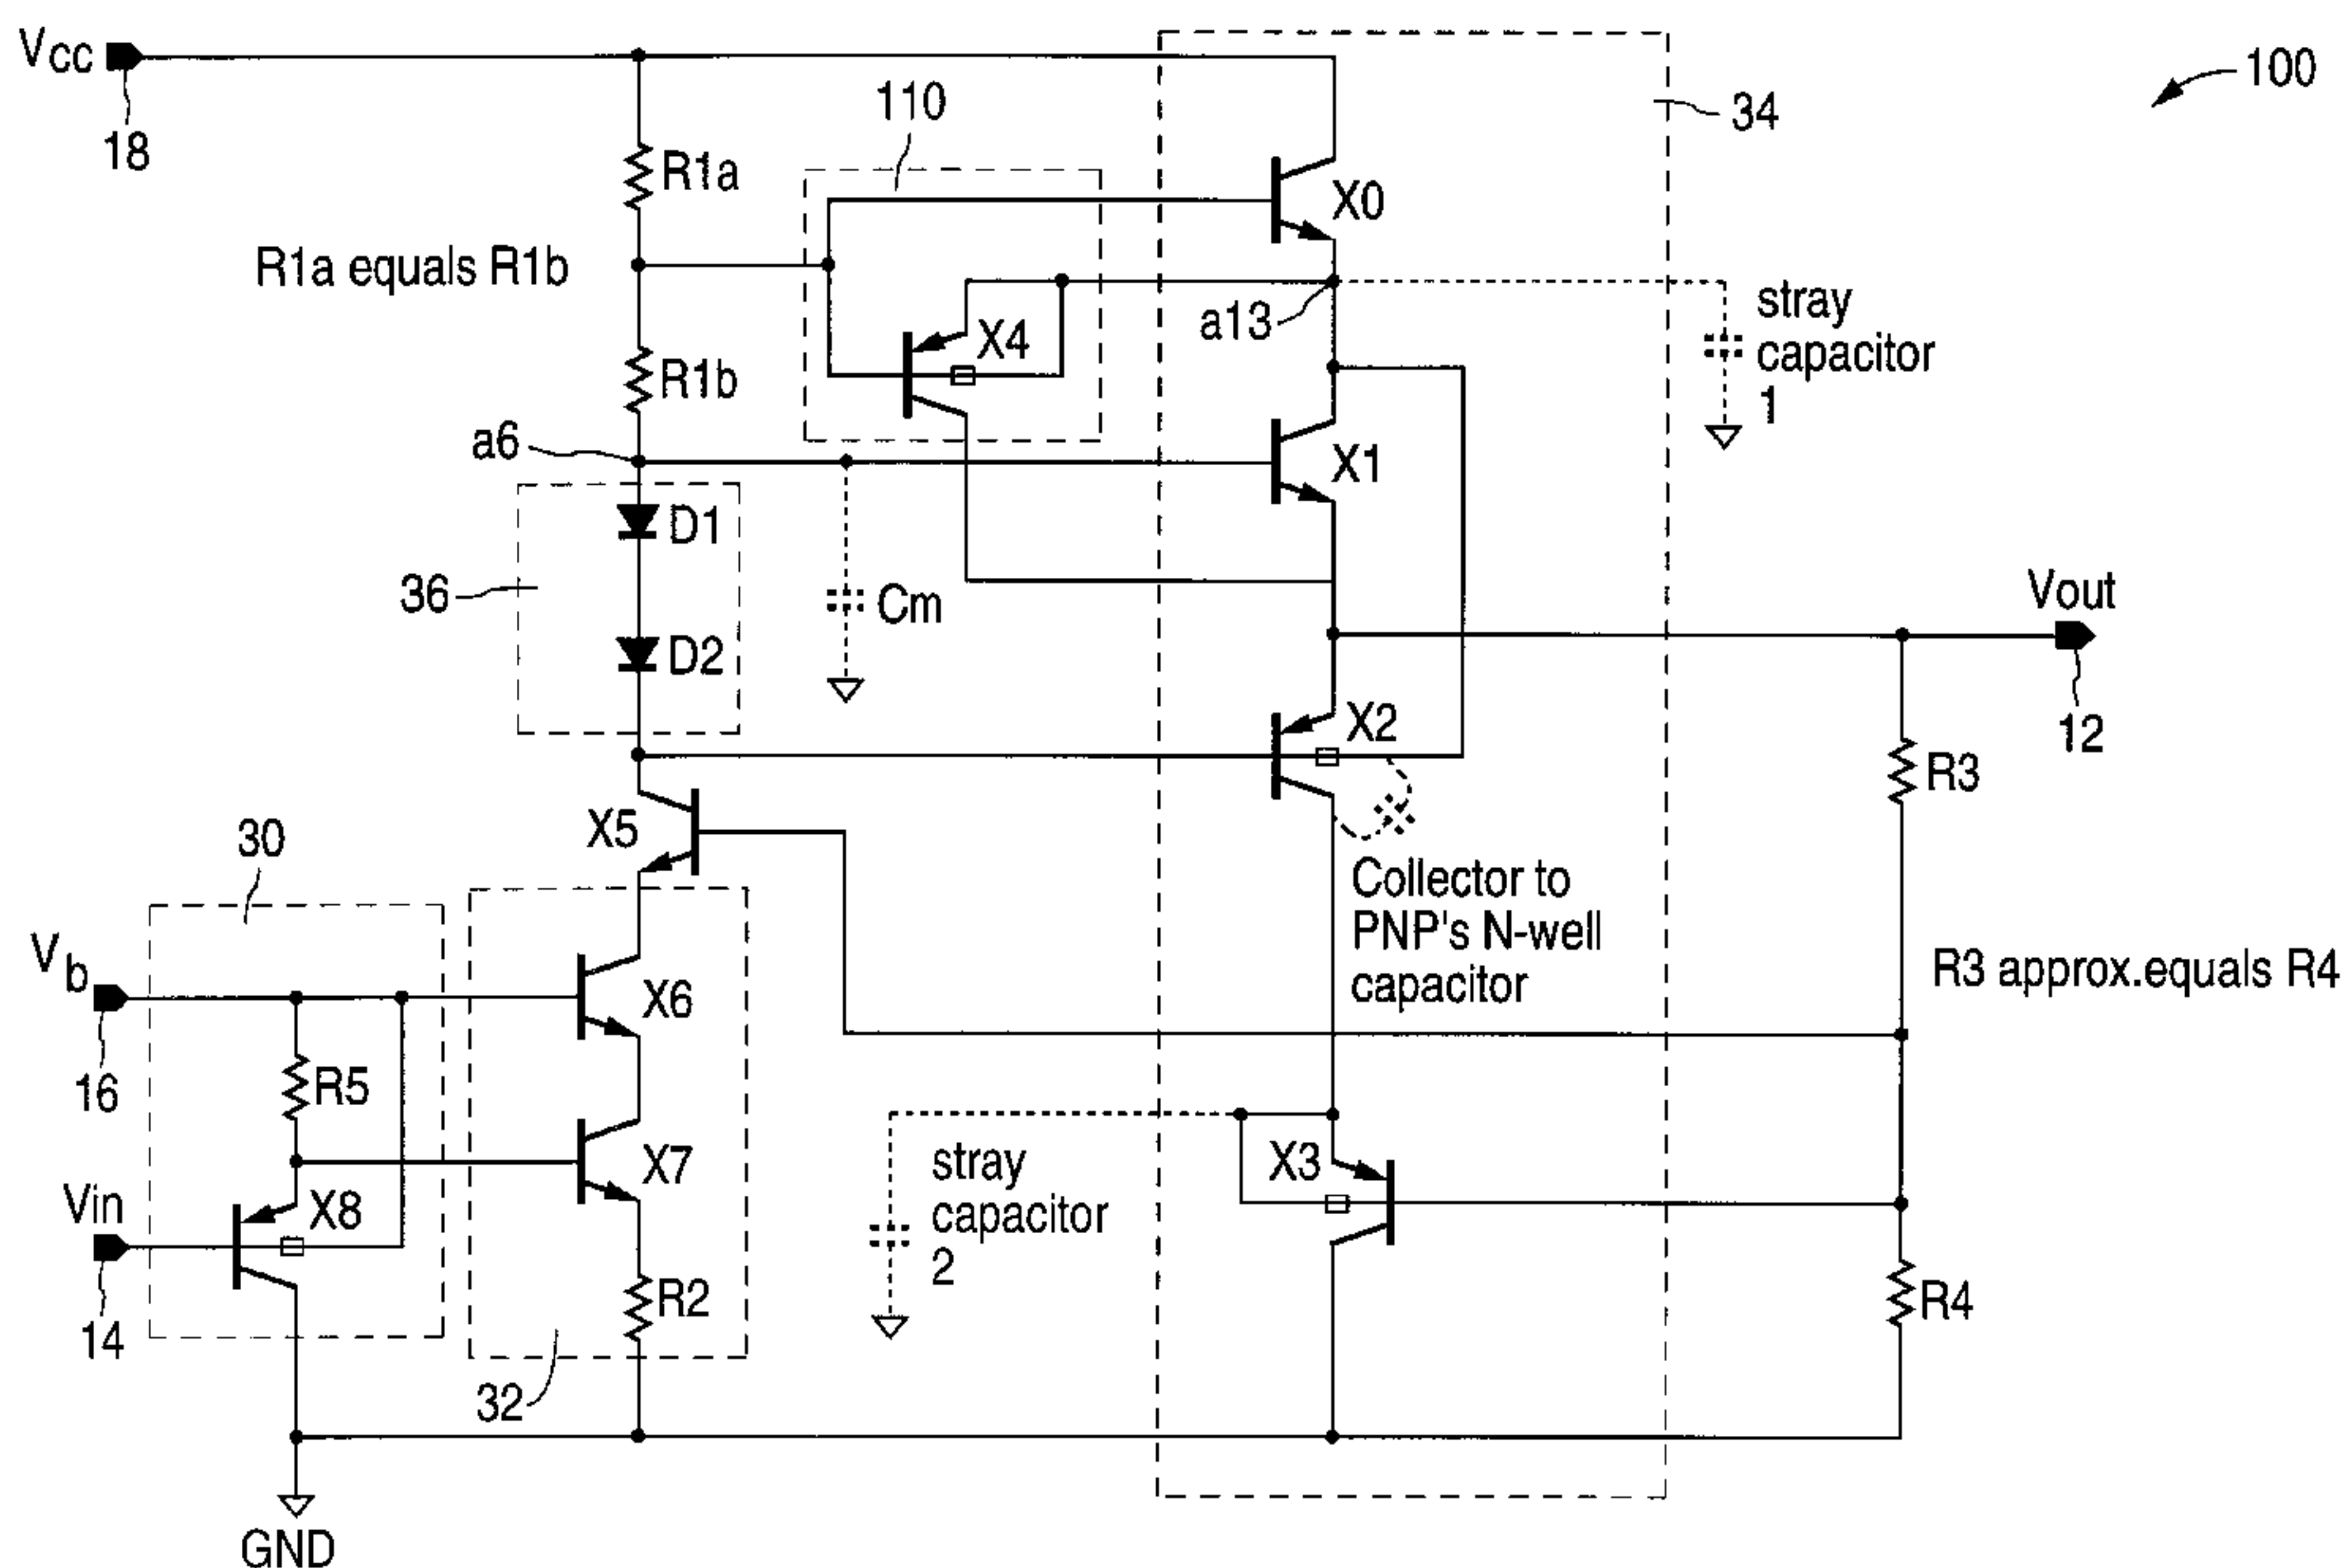 Vcc
18
100
34
110
R1a
X0
R1a equals R1b
a13
stray
capacitor
1
X4
R1b
a6
X1
D1
36
Cm
D2
Vout
12
X2
R3
X5
30
Collector to
PNP's N-well
capacitor
Vb
16
X6
R3 approx.equals R4
R5
X7
stray
capacitor
2
X3
Vin
14
X8
R2
R4
32
GND